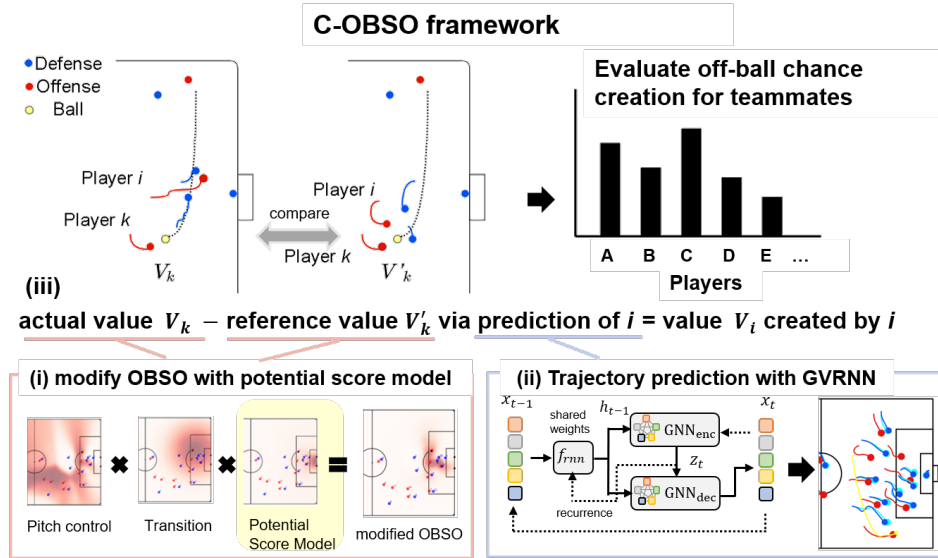 C-OBSO framework
Defense
Offense
Ball
Player i
Player k
V_k
compare
Player i
Player k
V'_k
Evaluate off-ball chance
creation for teammates
A B C D E ...
Players
(iii)
actual value V_k − reference value V'_k via prediction of i = value V_i created by i
(i) modify OBSO with potential score model
Pitch control
Transition
Potential
Score Model
modified OBSO
(ii) Trajectory prediction with GVRNN
x_{t-1}
shared
weights
h_{t-1}
x_t
f_{rnn}
GNN_enc
z_t
GNN_dec
recurrence